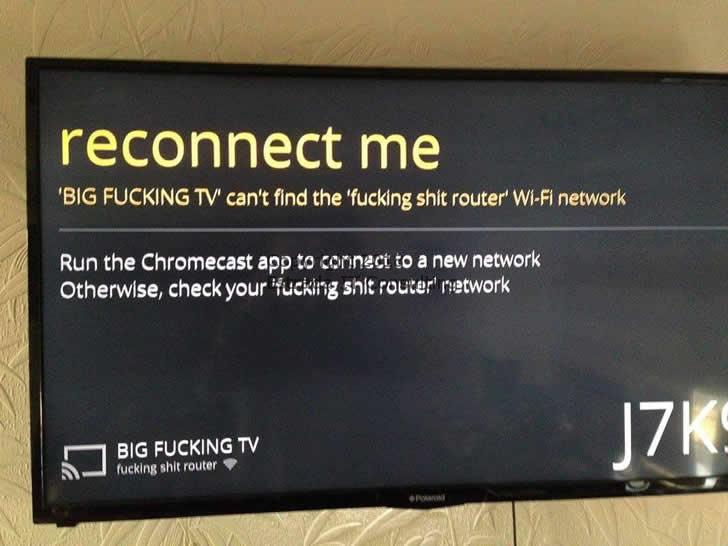 reconnect me
'BIG FUCKING TV' can't find the 'fucking shit router' Wi-Fi network
Run the Chromecast app to connect to a new network
Otherwise, check your 'fucking shit router' network
J7K
BIG FUCKING TV
fucking shit router
Polaroid